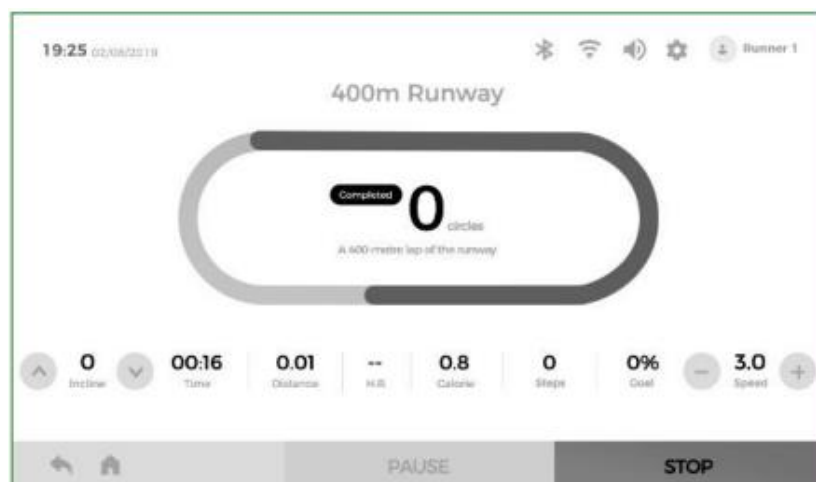 19:25 02/08/2019 Runner 1
400m Runway
Completed 0 circles
A 400-metre lap of the runway
0 00:16 0.01 -- 0.8 0 0% 3.0
Incline Time Distance H.R. Calorie Steps Goal Speed
PAUSE STOP